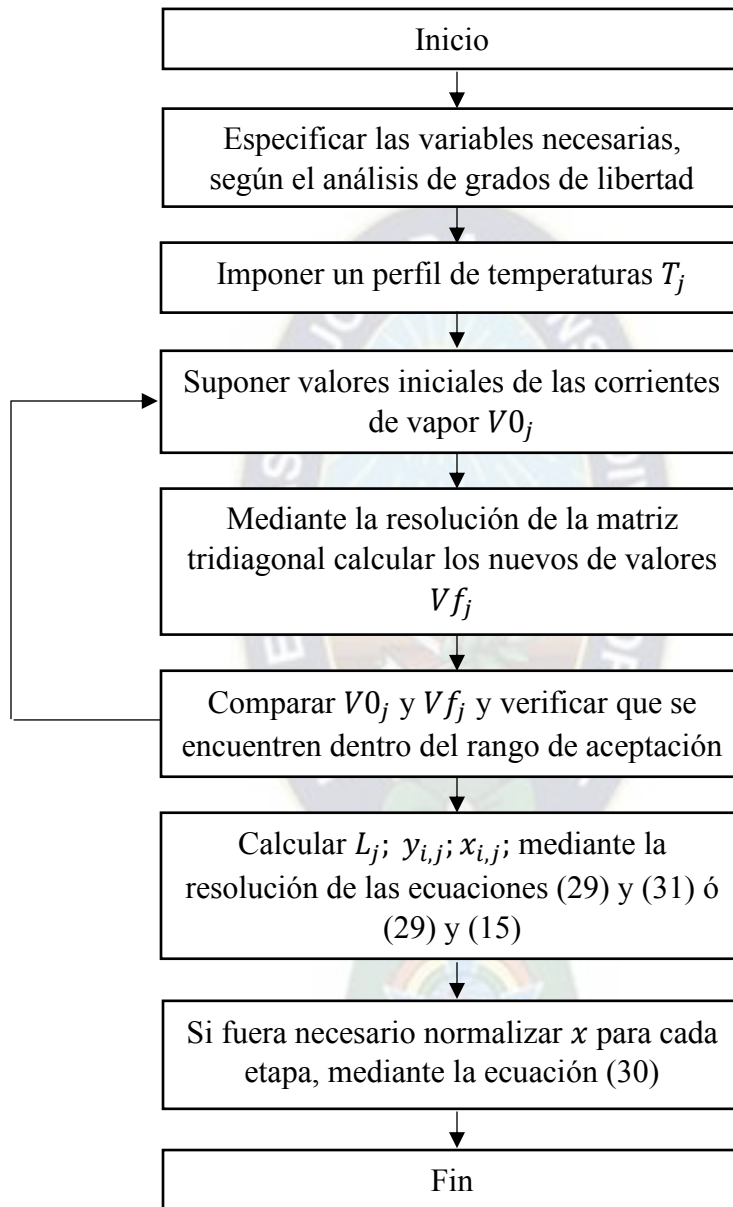 Inicio
Especificar las variables necesarias,
según el análisis de grados de libertad
Imponer un perfil de temperaturas 𝑇𝑗
Suponer valores iniciales de las corrientes
de vapor 𝑉0𝑗
Mediante la resolución de la matriz
tridiagonal calcular los nuevos de valores
𝑉𝑓𝑗
Comparar 𝑉0𝑗 y 𝑉𝑓𝑗 y verificar que se
encuentren dentro del rango de aceptación
Calcular 𝐿𝑗; 𝑦𝑖,𝑗; 𝑥𝑖,𝑗; mediante la
resolución de las ecuaciones (29) y (31) ó
(29) y (15)
Si fuera necesario normalizar 𝑥 para cada
etapa, mediante la ecuación (30)
Fin